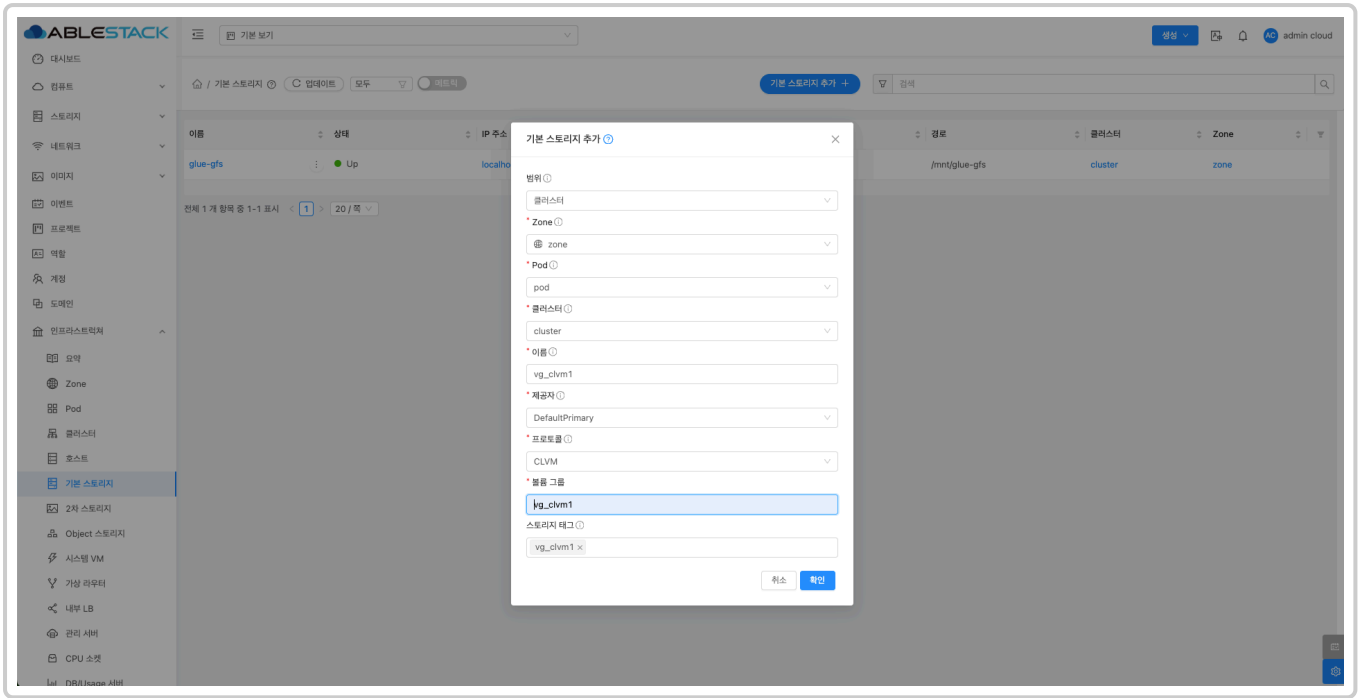 ABLESTACK
기본 보기
생성
AC admin cloud
대시보드
컴퓨트
스토리지
네트워크
이미지
이벤트
프로젝트
역할
계정
도메인
인프라스트럭쳐
요약
Zone
Pod
클러스터
호스트
기본 스토리지
2차 스토리지
Object 스토리지
시스템 VM
가상 라우터
내부 LB
관리 서버
CPU 소켓
DB/Usage 서버
/ 기본 스토리지 업데이트 모두 메트릭
기본 스토리지 추가 +
검색
이름 상태 IP 주소 경로 클러스터 Zone
glue-gfs Up localho /mnt/glue-gfs cluster zone
전체 1 개 항목 중 1-1 표시 < 1 > 20 / 쪽
기본 스토리지 추가
범위
클러스터
* Zone
zone
* Pod
pod
* 클러스터
cluster
* 이름
vg_clvm1
* 제공자
DefaultPrimary
* 프로토콜
CLVM
* 볼륨 그룹
vg_clvm1
스토리지 태그
vg_clvm1 ×
취소 확인